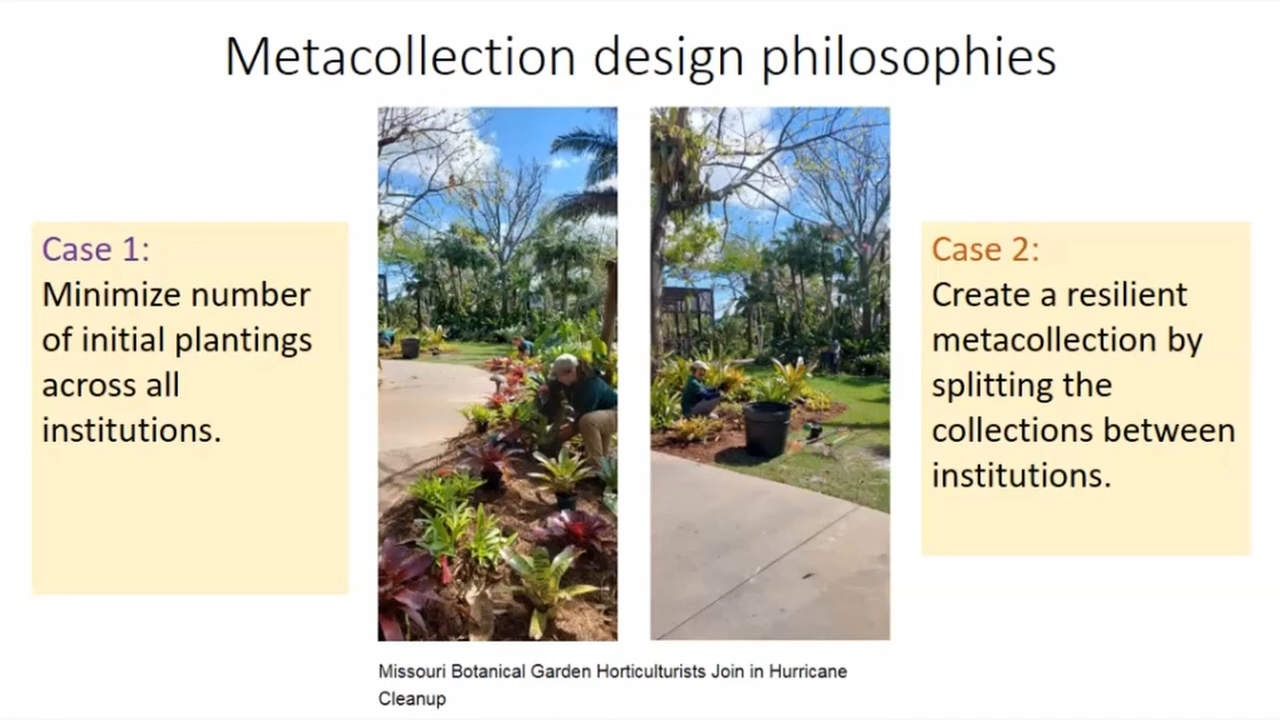 Metacollection design philosophies
Case 1:
Minimize number
of initial plantings
across all
institutions.
Case 2:
Create a resilient
metacollection by
splitting the
collections between
institutions.
Missouri Botanical Garden Horticulturists Join in Hurricane
Cleanup